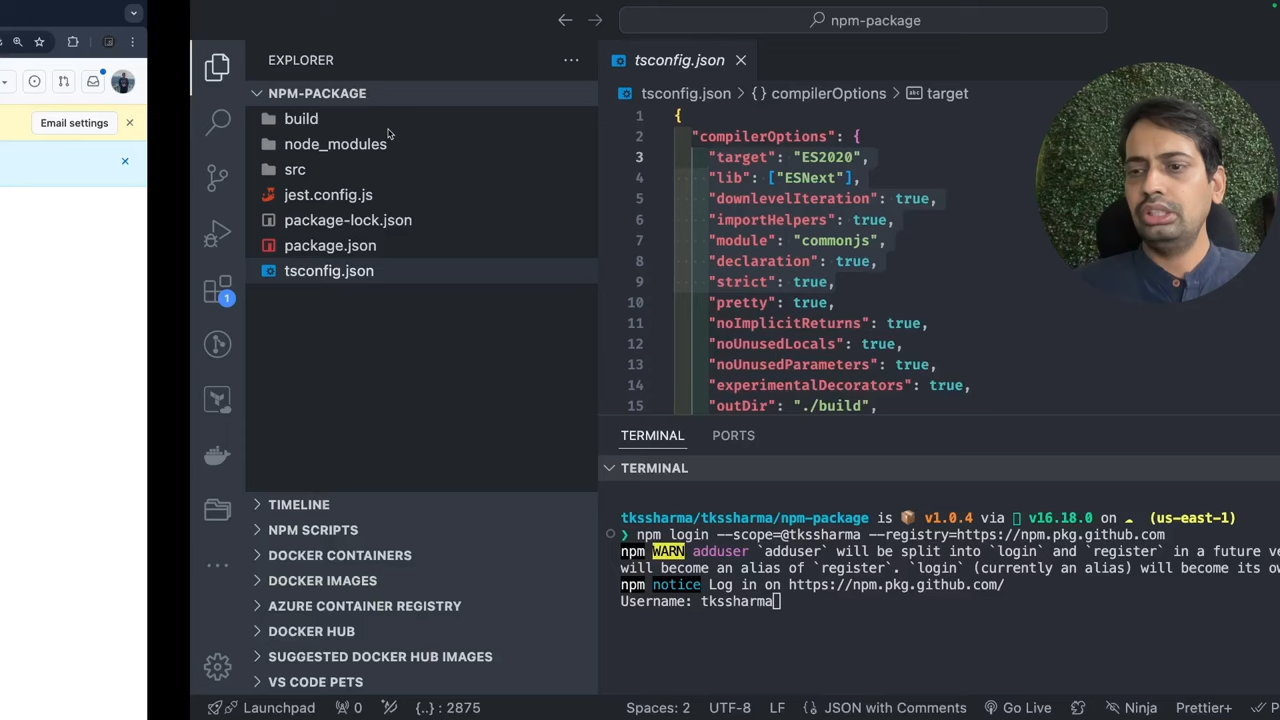 npm-package
Email settings
EXPLORER
NPM-PACKAGE
build
node_modules
src
jest.config.js
package-lock.json
package.json
tsconfig.json
TIMELINE
NPM SCRIPTS
DOCKER CONTAINERS
DOCKER IMAGES
AZURE CONTAINER REGISTRY
DOCKER HUB
SUGGESTED DOCKER HUB IMAGES
VS CODE PETS
1
tsconfig.json
tsconfig.json > {} compilerOptions > abc target
1 {
2 "compilerOptions": {
3 "target": "ES2020",
4 "lib": ["ESNext"],
5 "downlevelIteration": true,
6 "importHelpers": true,
7 "module": "commonjs",
8 "declaration": true,
9 "strict": true,
10 "pretty": true,
11 "noImplicitReturns": true,
12 "noUnusedLocals": true,
13 "noUnusedParameters": true,
14 "experimentalDecorators": true,
15 "outDir": "./build",
TERMINAL PORTS
TERMINAL
tkssharma/tkssharma/npm-package is 📦 v1.0.4 via v16.18.0 on ☁ (us-east-1)
❯ npm login --scope=@tkssharma --registry=https://npm.pkg.github.com
npm WARN adduser `adduser` will be split into `login` and `register` in a future ve
will become an alias of `register`. `login` (currently an alias) will become its ow
npm notice Log in on https://npm.pkg.github.com/
Username: tkssharma
Launchpad 0 {..} : 2875 Spaces: 2 UTF-8 LF {} JSON with Comments Go Live Ninja Prettier+ P